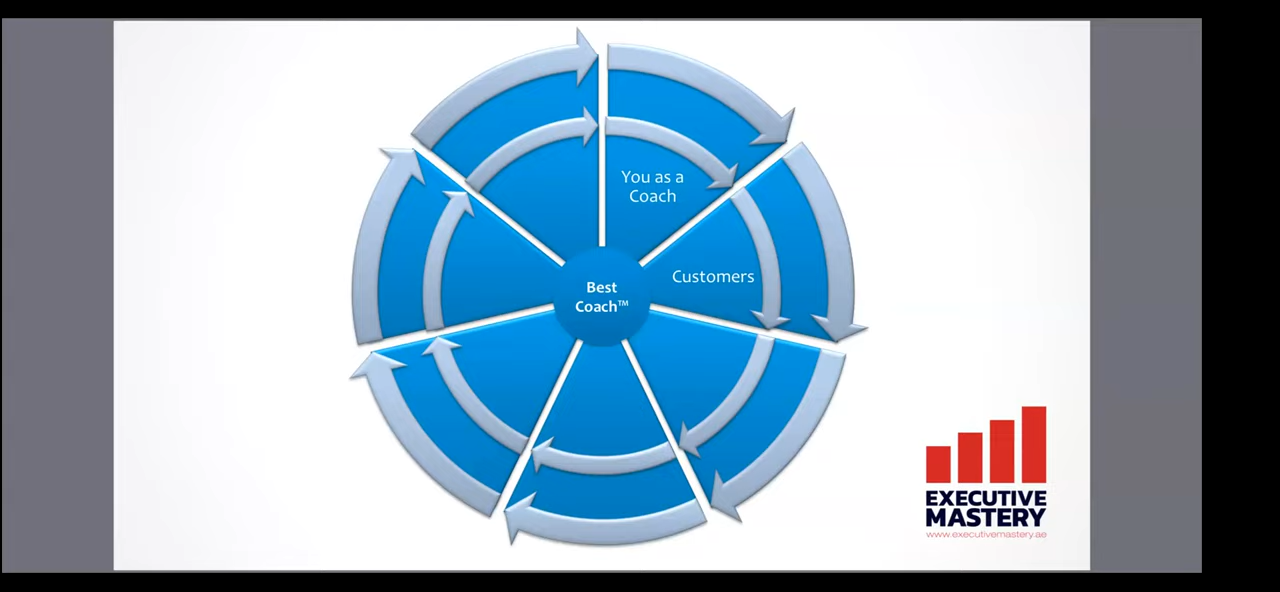 You as a
Coach
Customers
Best
Coach™
EXECUTIVE
MASTERY
www.executivemastery.ae